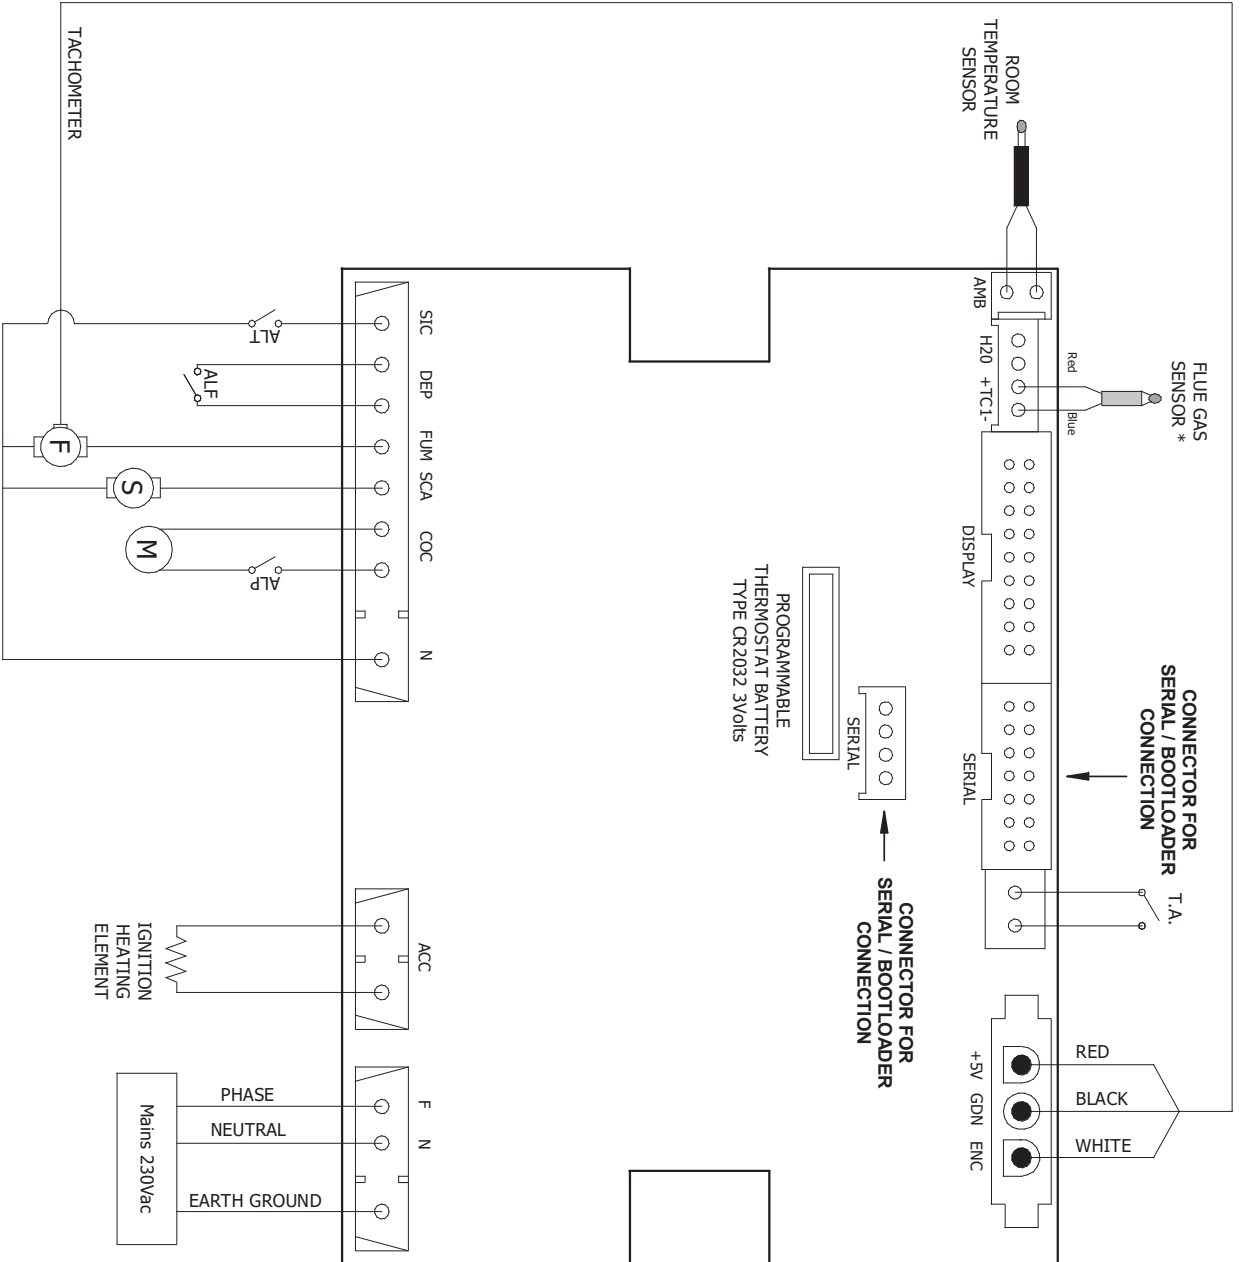 TACHOMETER
ROOM
TEMPERATURE
SENSOR
AMB
H20
+TC1-
Red
Blue
FLUE GAS
SENSOR *
DISPLAY
SERIAL
CONNECTOR FOR
SERIAL / BOOTLOADER
CONNECTION
T.A.
+5V
GDN
ENC
RED
BLACK
WHITE
PROGRAMMABLE
THERMOSTAT BATTERY
TYPE CR2032 3Volts
SERIAL
CONNECTOR FOR
SERIAL / BOOTLOADER
CONNECTION
SIC
DEP
FUM
SCA
COC
N
ALT
ALF
F
S
M
ALP
ACC
IGNITION
HEATING
ELEMENT
F
N
PHASE
NEUTRAL
EARTH GROUND
Mains 230Vac